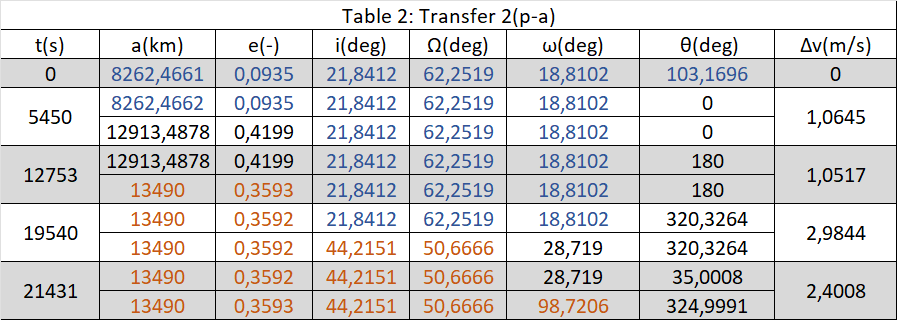 Table 2: Transfer 2(p-a)
t(s) a(km) e(-) i(deg) Ω(deg) ω(deg) θ(deg) Δv(m/s)
0 8262,4661 0,0935 21,8412 62,2519 18,8102 103,1696 0
5450 8262,4662 0,0935 21,8412 62,2519 18,8102 0 1,0645
12913,4878 0,4199 21,8412 62,2519 18,8102 0
12753 12913,4878 0,4199 21,8412 62,2519 18,8102 180 1,0517
13490 0,3593 21,8412 62,2519 18,8102 180
19540 13490 0,3592 21,8412 62,2519 18,8102 320,3264 2,9844
13490 0,3592 44,2151 50,6666 28,719 320,3264
21431 13490 0,3592 44,2151 50,6666 28,719 35,0008 2,4008
13490 0,3593 44,2151 50,6666 98,7206 324,9991